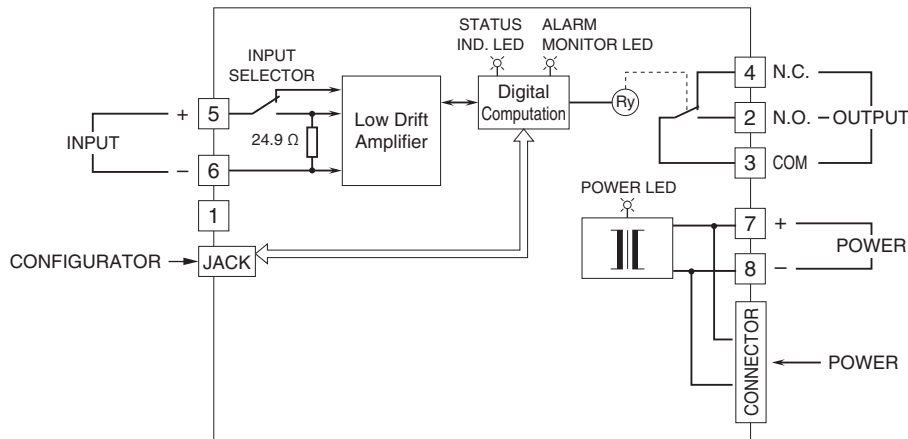 STATUS
IND. LED
ALARM
MONITOR LED
INPUT
SELECTOR
+
5
24.9 Ω
INPUT
−
6
1
CONFIGURATOR
JACK
Low Drift
Amplifier
Digital
Computation
Ry
4
N.C.
2
N.O.
OUTPUT
3
COM
POWER LED
7
+
POWER
8
−
CONNECTOR
POWER